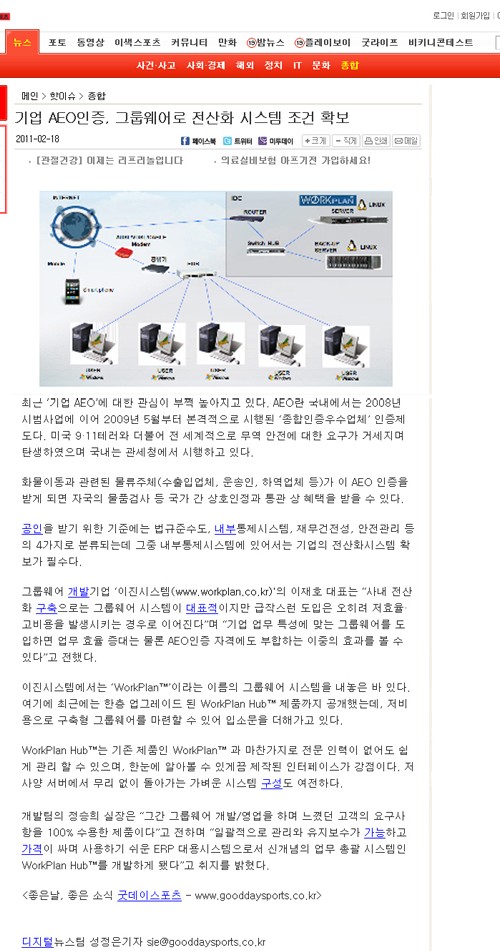 로그인 | 회원가입 |
뉴스 포토 동영상 이색스포츠 커뮤니티 만화 19밤뉴스 19플레이보이 굿라이프 비키니콘테스트
사건·사고 사회·경제 해외 정치 IT 문화 종합
메인 > 핫이슈 > 종합
기업 AEO인증, 그룹웨어로 전산화 시스템 조건 확보
2011-02-18 페이스북 트위터 미투데이 +크게 -작게 인쇄 메일
· [관절건강] 이제는 리프리놀입니다 · 의료실비보험 아프기전 가입하세요!
INTERNET
IDC
WORKPLAN
ROUTER
SERVER
LINUX
Switch HUB
BACK-UP
SERVER
LINUX
Modem
공유기
HUB
Mobile
Smartphone
USER USER USER USER USER
Windows Windows Windows Windows Windows
최근 '기업 AEO'에 대한 관심이 부쩍 높아지고 있다. AEO란 국내에서는 2008년
시범사업에 이어 2009년 5월부터 본격적으로 시행된 '종합인증우수업체' 인증제
도다. 미국 9·11테러와 더불어 전 세계적으로 무역 안전에 대한 요구가 거세지며
탄생하였으며 국내는 관세청에서 시행하고 있다.
화물이동과 관련된 물류주체(수출입업체, 운송인, 하역업체 등)가 이 AEO 인증을
받게 되면 자국의 물품검사 등 국가 간 상호인정과 통관 상 혜택을 받을 수 있다.
공인을 받기 위한 기준에는 법규준수도, 내부통제시스템, 재무건전성, 안전관리 등
의 4가지로 분류되는데 그중 내부통제시스템에 있어서는 기업의 전산화시스템 확
보가 필수다.
그룹웨어 개발기업 '이진시스템(www.workplan.co.kr)'의 이재호 대표는 "사내 전산
화 구축으로는 그룹웨어 시스템이 대표적이지만 급작스런 도입은 오히려 저효율·
고비용을 발생시키는 경우로 이어진다"며 "기업 업무 특성에 맞는 그룹웨어를 도
입하면 업무 효율 증대는 물론 AEO인증 자격에도 부합하는 이중의 효과를 볼 수
있다"고 전했다.
이진시스템에서는 'WorkPlan™'이라는 이름의 그룹웨어 시스템을 내놓은 바 있다.
여기에 최근에는 한층 업그레이드 된 WorkPlan Hub™ 제품까지 공개했는데, 저비
용으로 구축형 그룹웨어를 마련할 수 있어 입소문을 더해가고 있다.
WorkPlan Hub™는 기존 제품인 WorkPlan™ 과 마찬가지로 전문 인력이 없어도 쉽
게 관리 할 수 있으며, 한눈에 알아볼 수 있게끔 제작된 인터페이스가 강점이다. 저
사양 서버에서 무리 없이 돌아가는 가벼운 시스템 구성도 여전하다.
개발팀의 정승희 실장은 "그간 그룹웨어 개발/영업을 하며 느꼈던 고객의 요구사
항을 100% 수용한 제품이다"고 전하며 "일괄적으로 관리와 유지보수가 가능하고
가격이 싸며 사용하기 쉬운 ERP 대용시스템으로서 신개념의 업무 총괄 시스템인
WorkPlan Hub™를 개발하게 됐다"고 취지를 밝혔다.
<좋은날, 좋은 소식 굿데이스포츠 - www.gooddaysports.co.kr>
디지털뉴스팀 성정은기자 sie@gooddaysports.co.kr